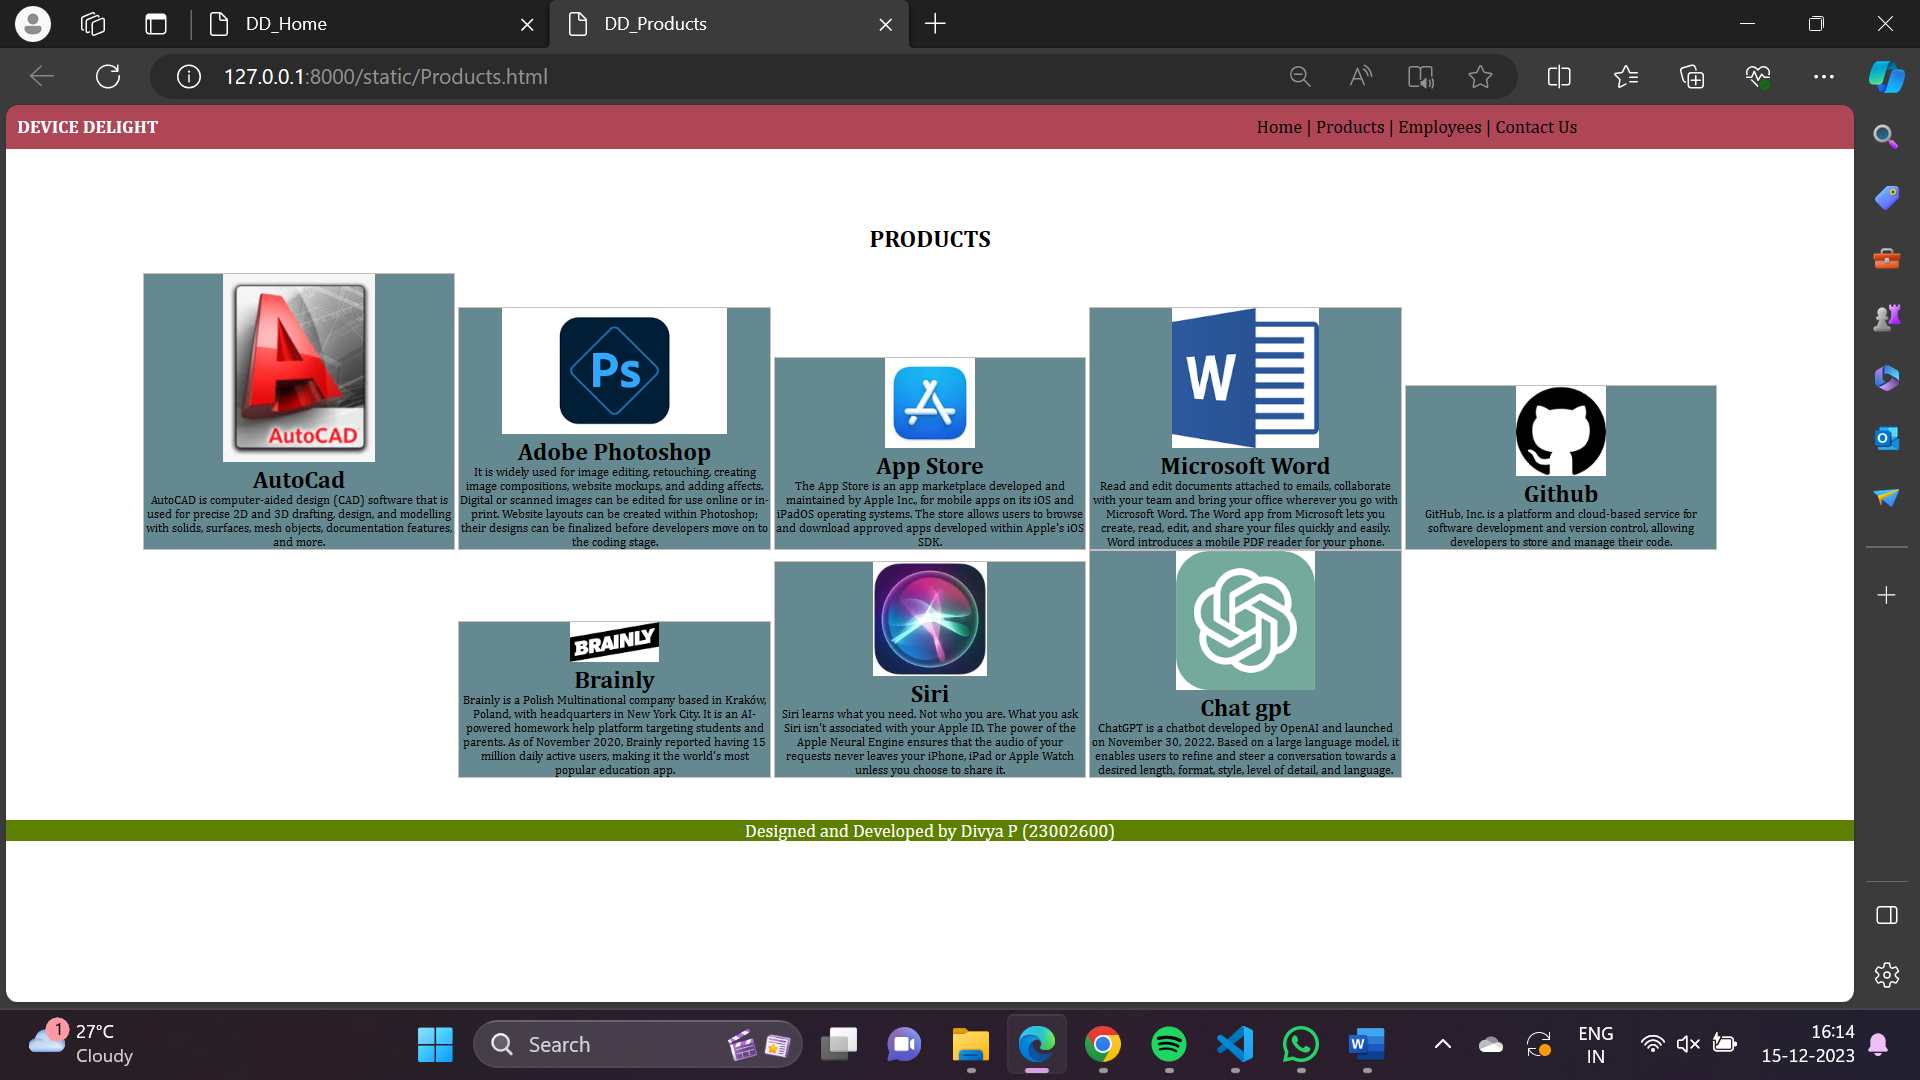 DD_Home
DD_Products
127.0.0.1:8000/static/Products.html
DEVICE DELIGHT
Home | Products | Employees | Contact Us
PRODUCTS
AutoCAD
AutoCad
AutoCAD is computer-aided design (CAD) software that is
used for precise 2D and 3D drafting, design, and modelling
with solids, surfaces, mesh objects, documentation features,
and more.
Ps
Adobe Photoshop
It is widely used for image editing, retouching, creating
image compositions, website mockups, and adding affects.
Digital or scanned images can be edited for use online or in-
print. Website layouts can be created within Photoshop;
their designs can be finalized before developers move on to
the coding stage.
App Store
The App Store is an app marketplace developed and
maintained by Apple Inc., for mobile apps on its iOS and
iPadOS operating systems. The store allows users to browse
and download approved apps developed within Apple's iOS
SDK.
W
Microsoft Word
Read and edit documents attached to emails, collaborate
with your team and bring your office wherever you go with
Microsoft Word. The Word app from Microsoft lets you
create, read, edit, and share your files quickly and easily.
Word introduces a mobile PDF reader for your phone.
Github
GitHub, Inc. is a platform and cloud-based service for
software development and version control, allowing
developers to store and manage their code.
BRAINLY
Brainly
Brainly is a Polish Multinational company based in Kraków,
Poland, with headquarters in New York City. It is an AI-
powered homework help platform targeting students and
parents. As of November 2020, Brainly reported having 15
million daily active users, making it the world's most
popular education app.
Siri
Siri learns what you need. Not who you are. What you ask
Siri isn't associated with your Apple ID. The power of the
Apple Neural Engine ensures that the audio of your
requests never leaves your iPhone, iPad or Apple Watch
unless you choose to share it.
Chat gpt
ChatGPT is a chatbot developed by OpenAI and launched
on November 30, 2022. Based on a large language model, it
enables users to refine and steer a conversation towards a
desired length, format, style, level of detail, and language.
Designed and Developed by Divya P (23002600)
1
27°C
Cloudy
Search
ENG
IN
16:14
15-12-2023